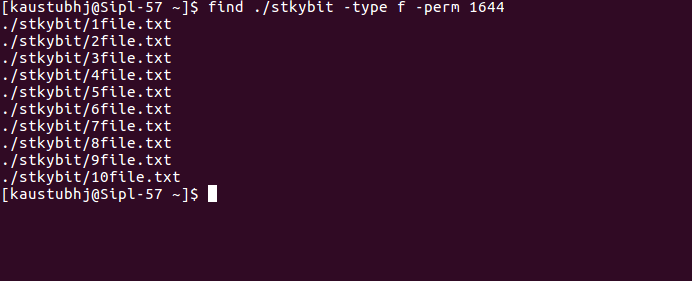 [kaustubhj@Sipl-57 ~]$ find ./stkybit -type f -perm 1644
./stkybit/1file.txt
./stkybit/2file.txt
./stkybit/3file.txt
./stkybit/4file.txt
./stkybit/5file.txt
./stkybit/6file.txt
./stkybit/7file.txt
./stkybit/8file.txt
./stkybit/9file.txt
./stkybit/10file.txt
[kaustubhj@Sipl-57 ~]$